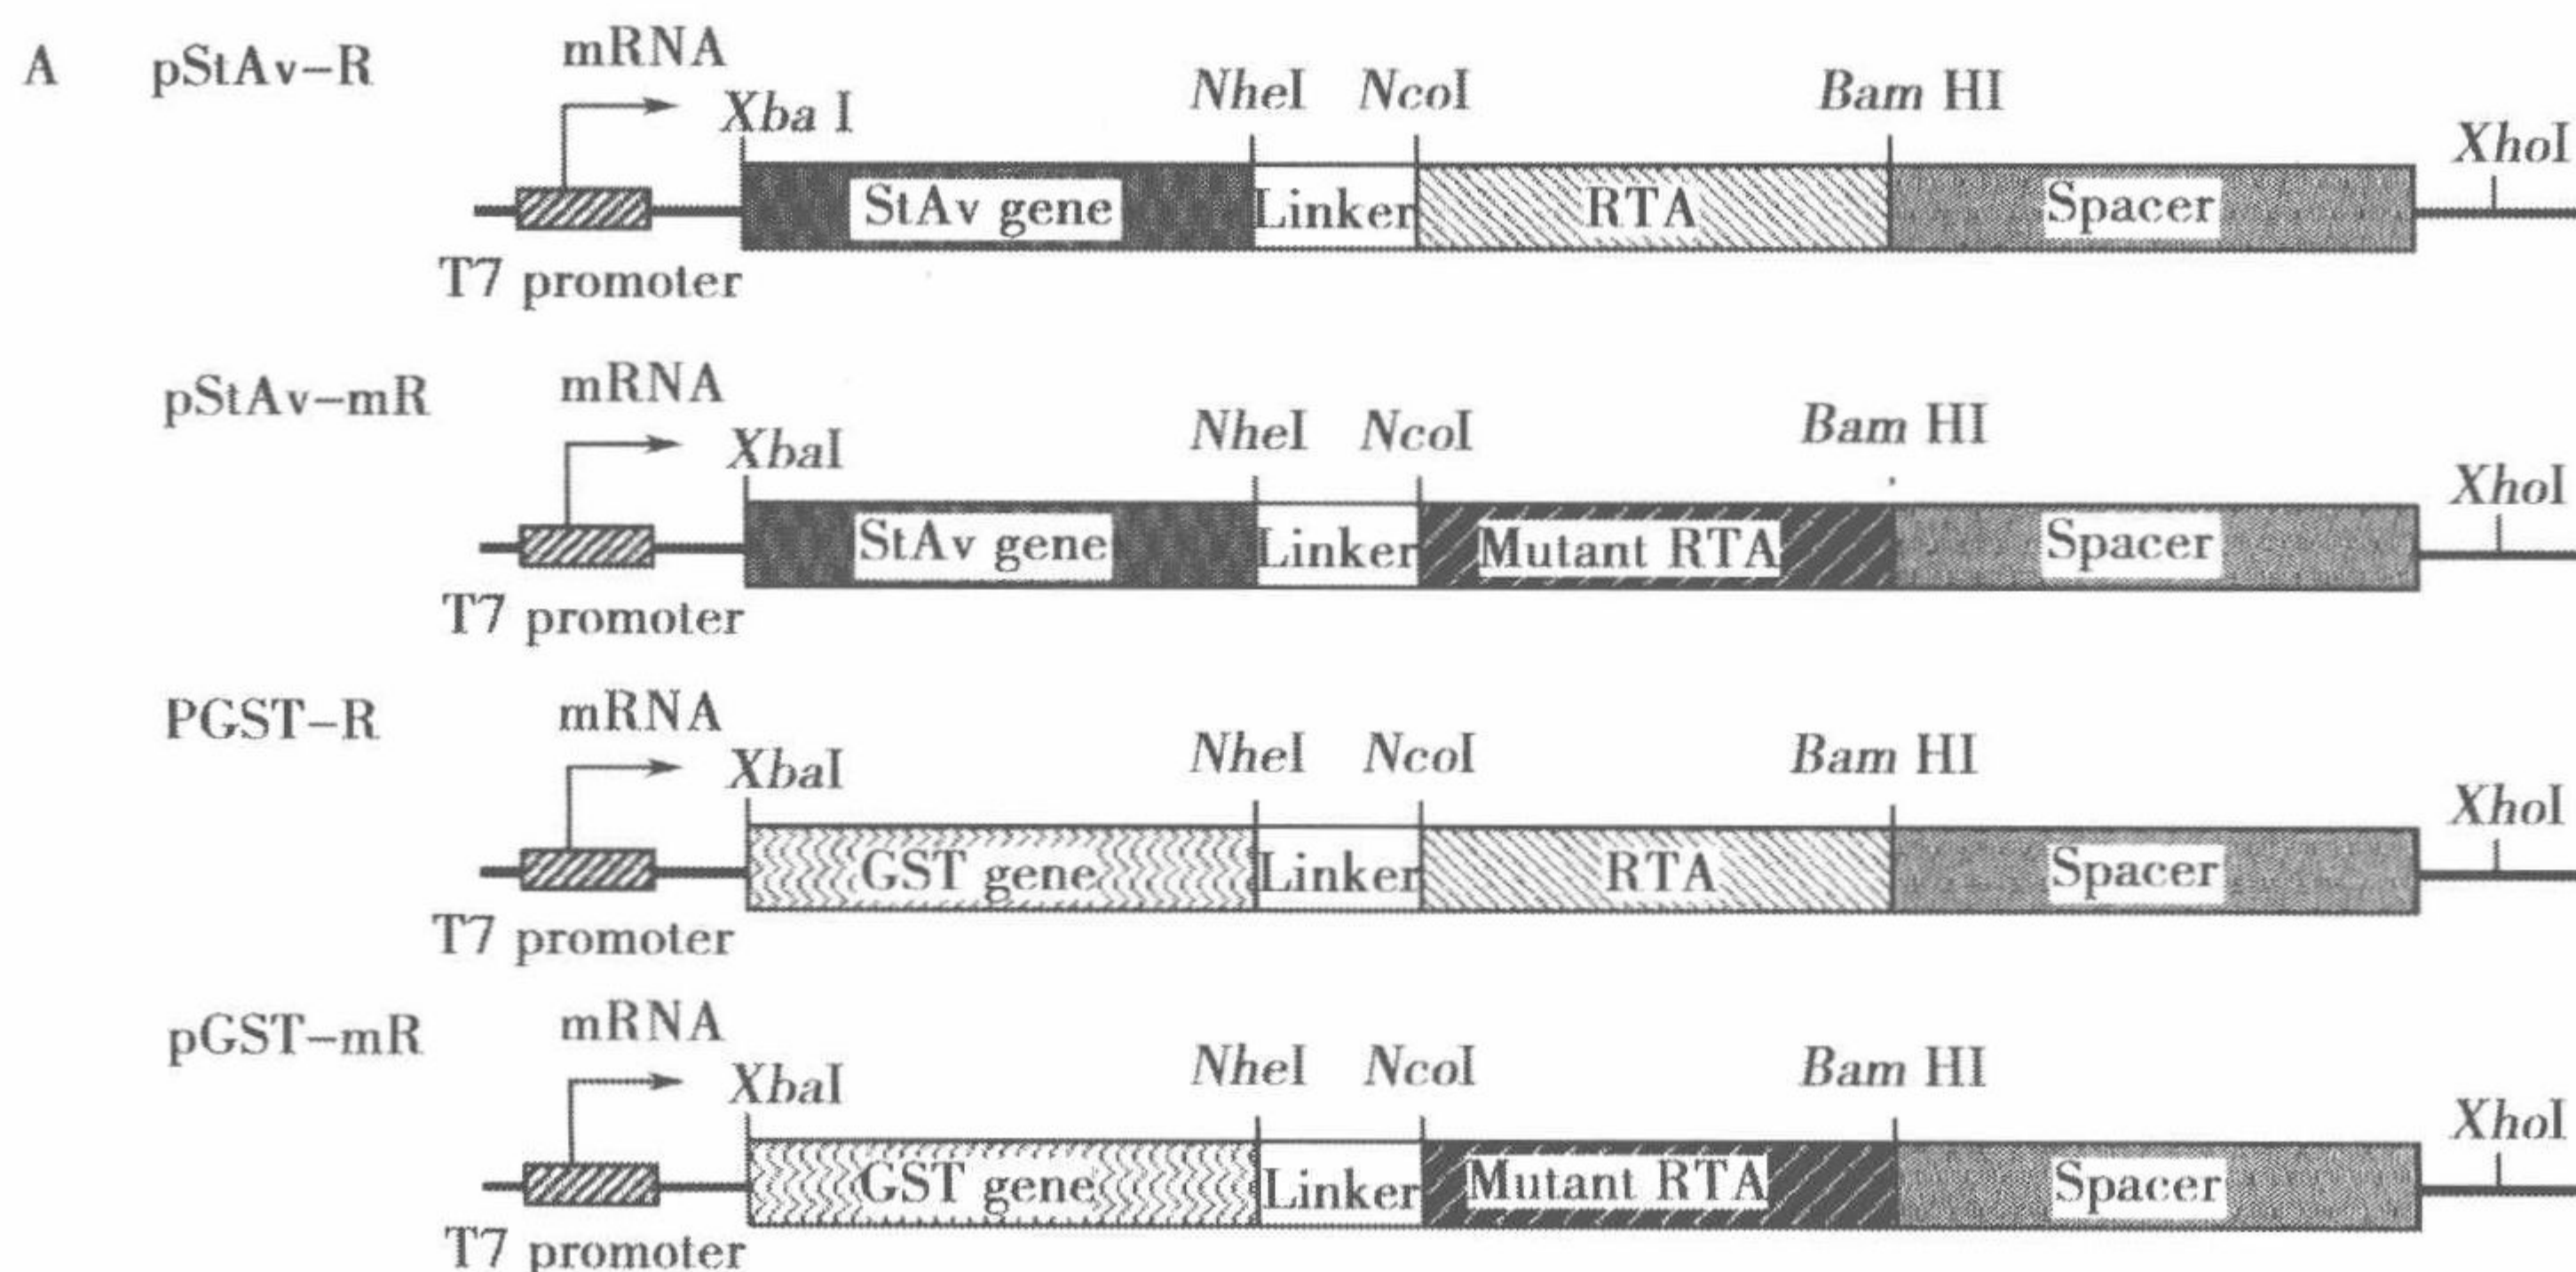 A pStAv-R mRNA
Xba I NheI NcoI Bam HI XhoI
StAv gene Linker RTA Spacer
T7 promoter
pStAv-mR mRNA
XbaI NheI NcoI Bam HI XhoI
StAv gene Linker Mutant RTA Spacer
T7 promoter
PGST-R mRNA
XbaI NheI NcoI Bam HI XhoI
GST gene Linker RTA Spacer
T7 promoter
pGST-mR mRNA
XbaI NheI NcoI Bam HI XhoI
GST gene Linker Mutant RTA Spacer
T7 promoter